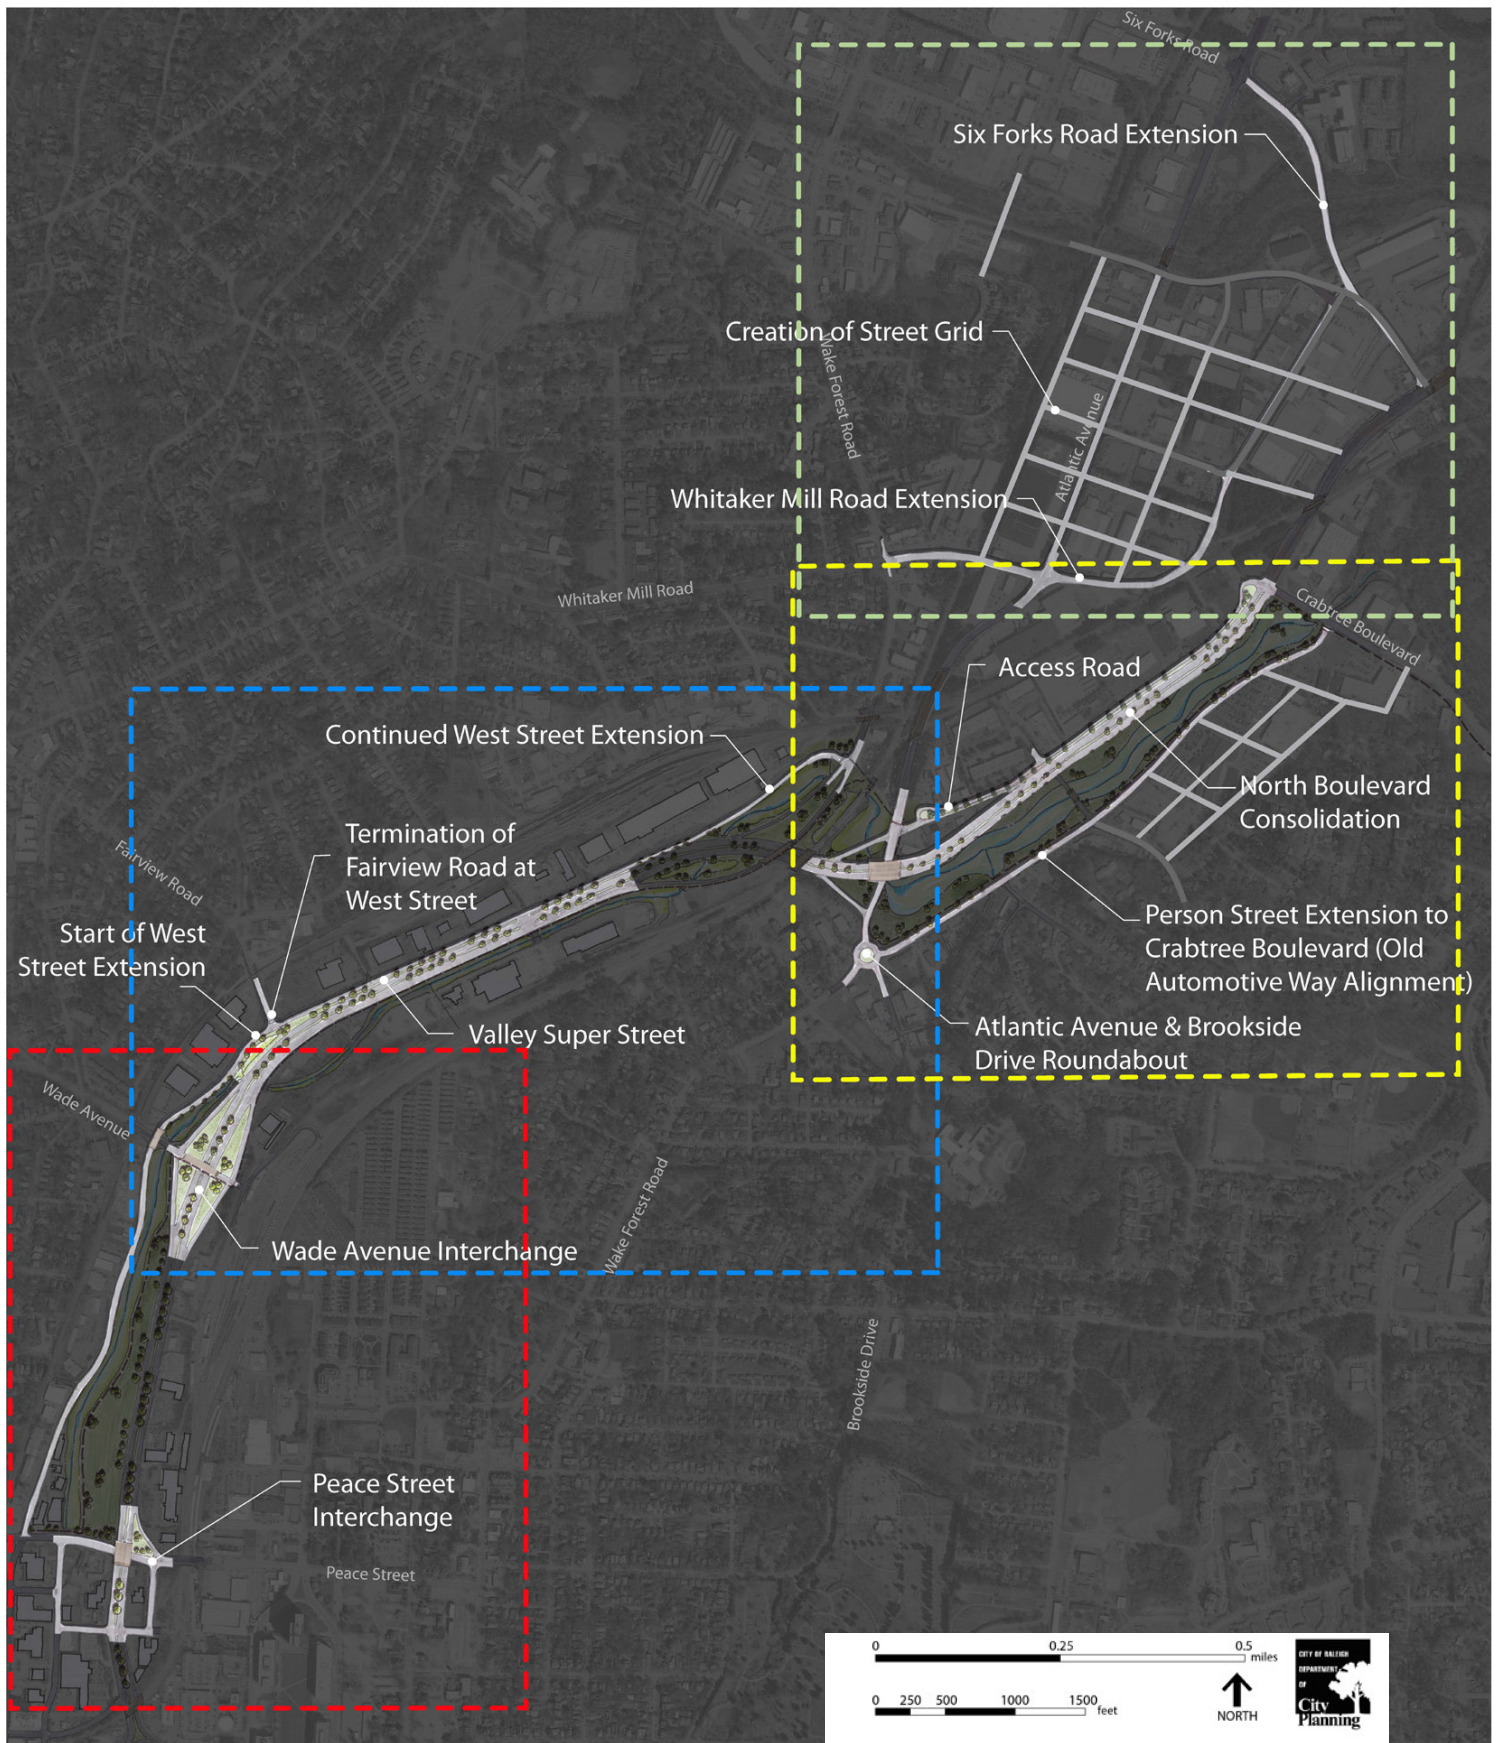 Six Forks Road
Six Forks Road Extension
Creation of Street Grid
Wake Forest Road
Atlantic Avenue
Whitaker Mill Road Extension
Whitaker Mill Road
Crabtree Boulevard
Access Road
Continued West Street Extension
North Boulevard
Consolidation
Termination of
Fairview Road at
West Street
Fairview Road
Start of West
Street Extension
Person Street Extension to
Crabtree Boulevard (Old
Automotive Way Alignment)
Valley Super Street
Atlantic Avenue & Brookside
Drive Roundabout
Wade Avenue
Wake Forest Road
Wade Avenue Interchange
Brookside Drive
Peace Street
Interchange
Peace Street
0 0.25 0.5
miles
0 250 500 1000 1500
feet
NORTH
CITY OF RALEIGH
DEPARTMENT
OF
City
Planning